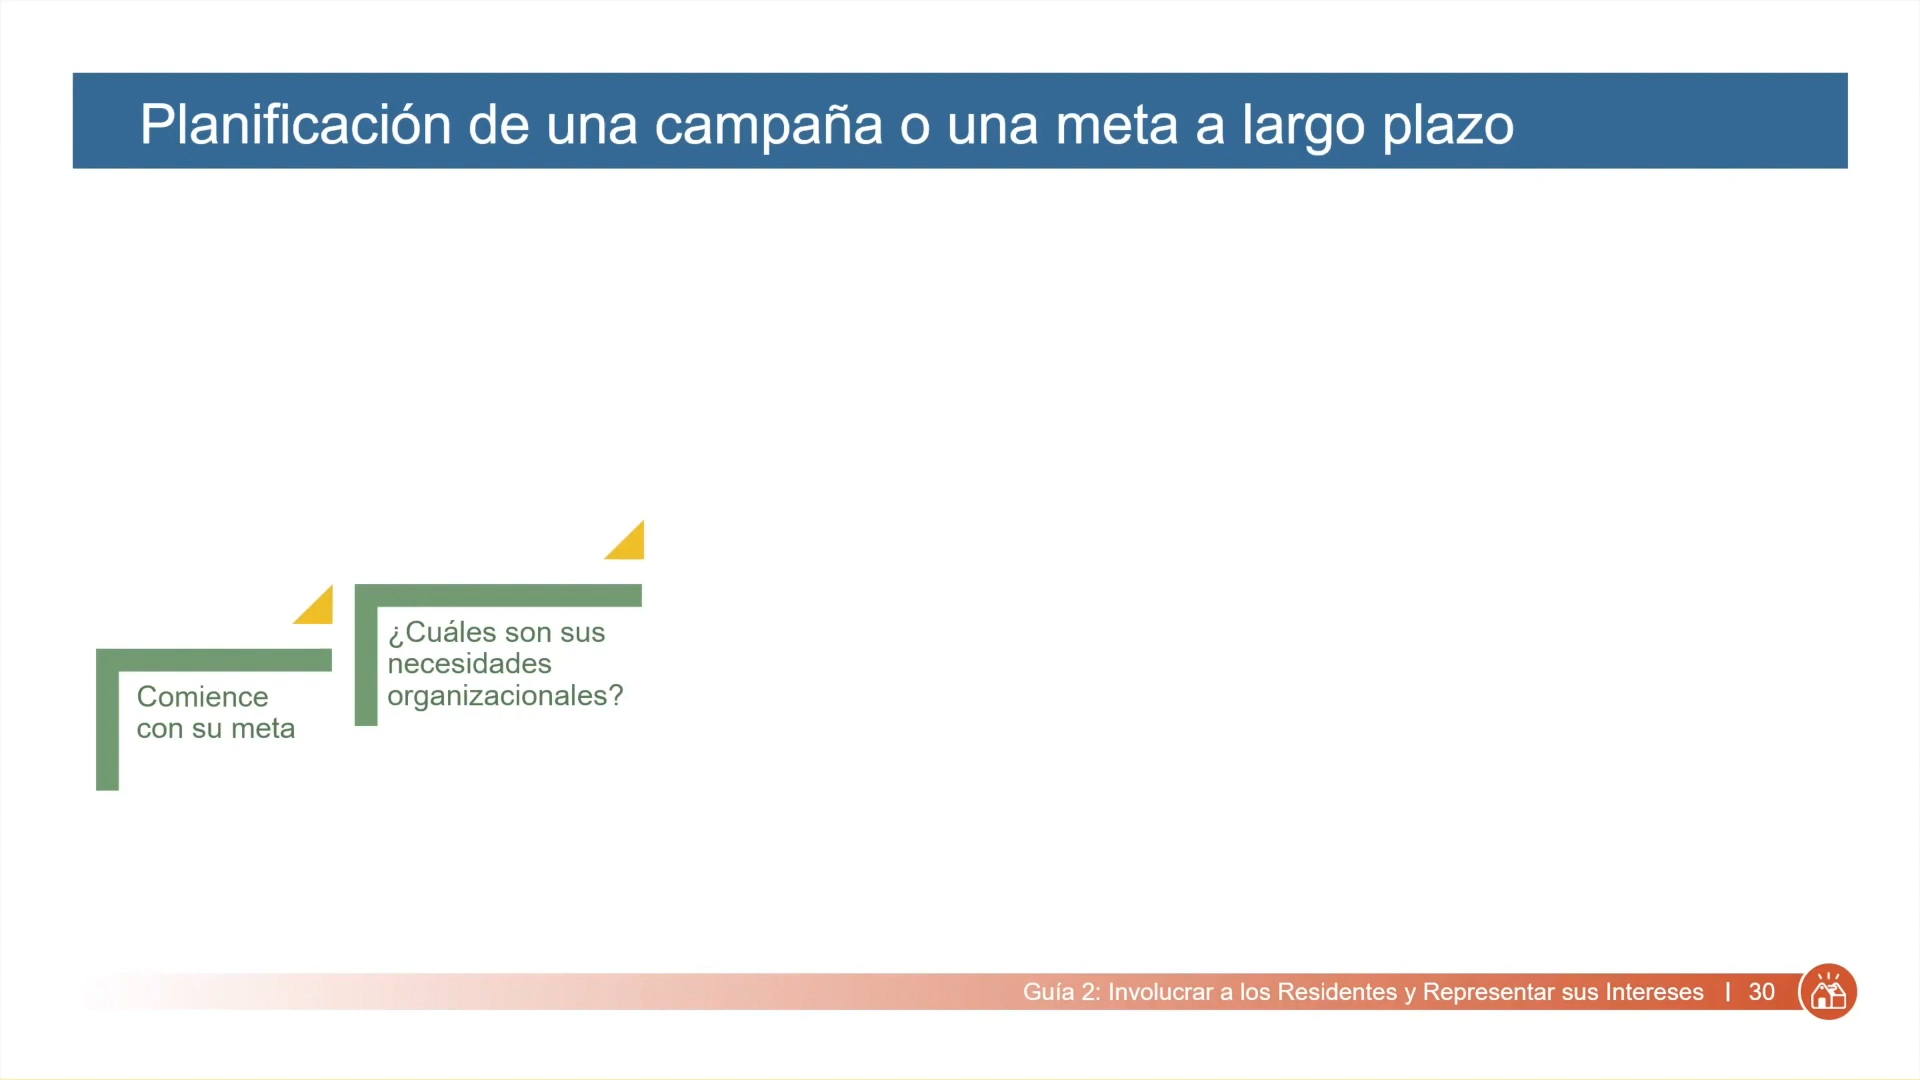 Planificación de una campaña o una meta a largo plazo
Comience
con su meta
¿Cuáles son sus
necesidades
organizacionales?
Guía 2: Involucrar a los Residentes y Representar sus Intereses | 30